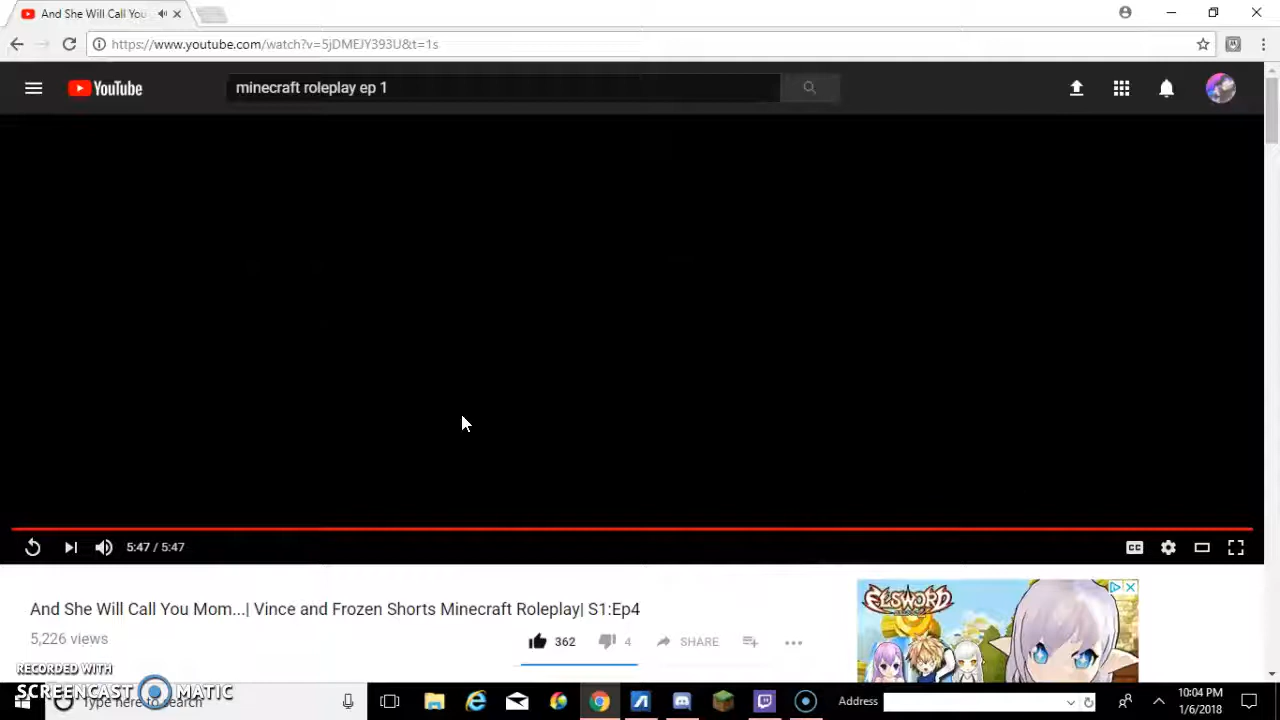 And She Will Call You
https://www.youtube.com/watch?v=5jDMEJY393U&t=1s
YouTube
minecraft roleplay ep 1
5:47 / 5:47
CC
And She Will Call You Mom...| Vince and Frozen Shorts Minecraft Roleplay| S1:Ep4
5,226 views
362
4
SHARE
ELSWORD
RECORDED WITH
SCREENCAST MATIC
Type here to search
Address
10:04 PM
1/6/2018